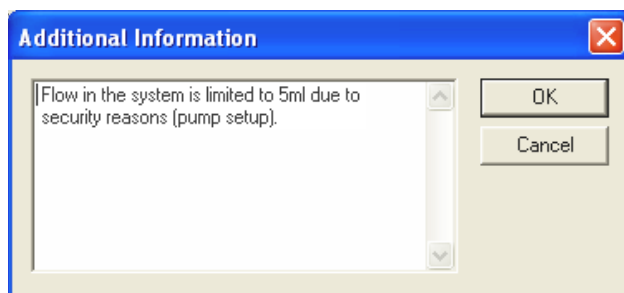 Additional Information
Flow in the system is limited to 5ml due to
security reasons (pump setup).
OK
Cancel